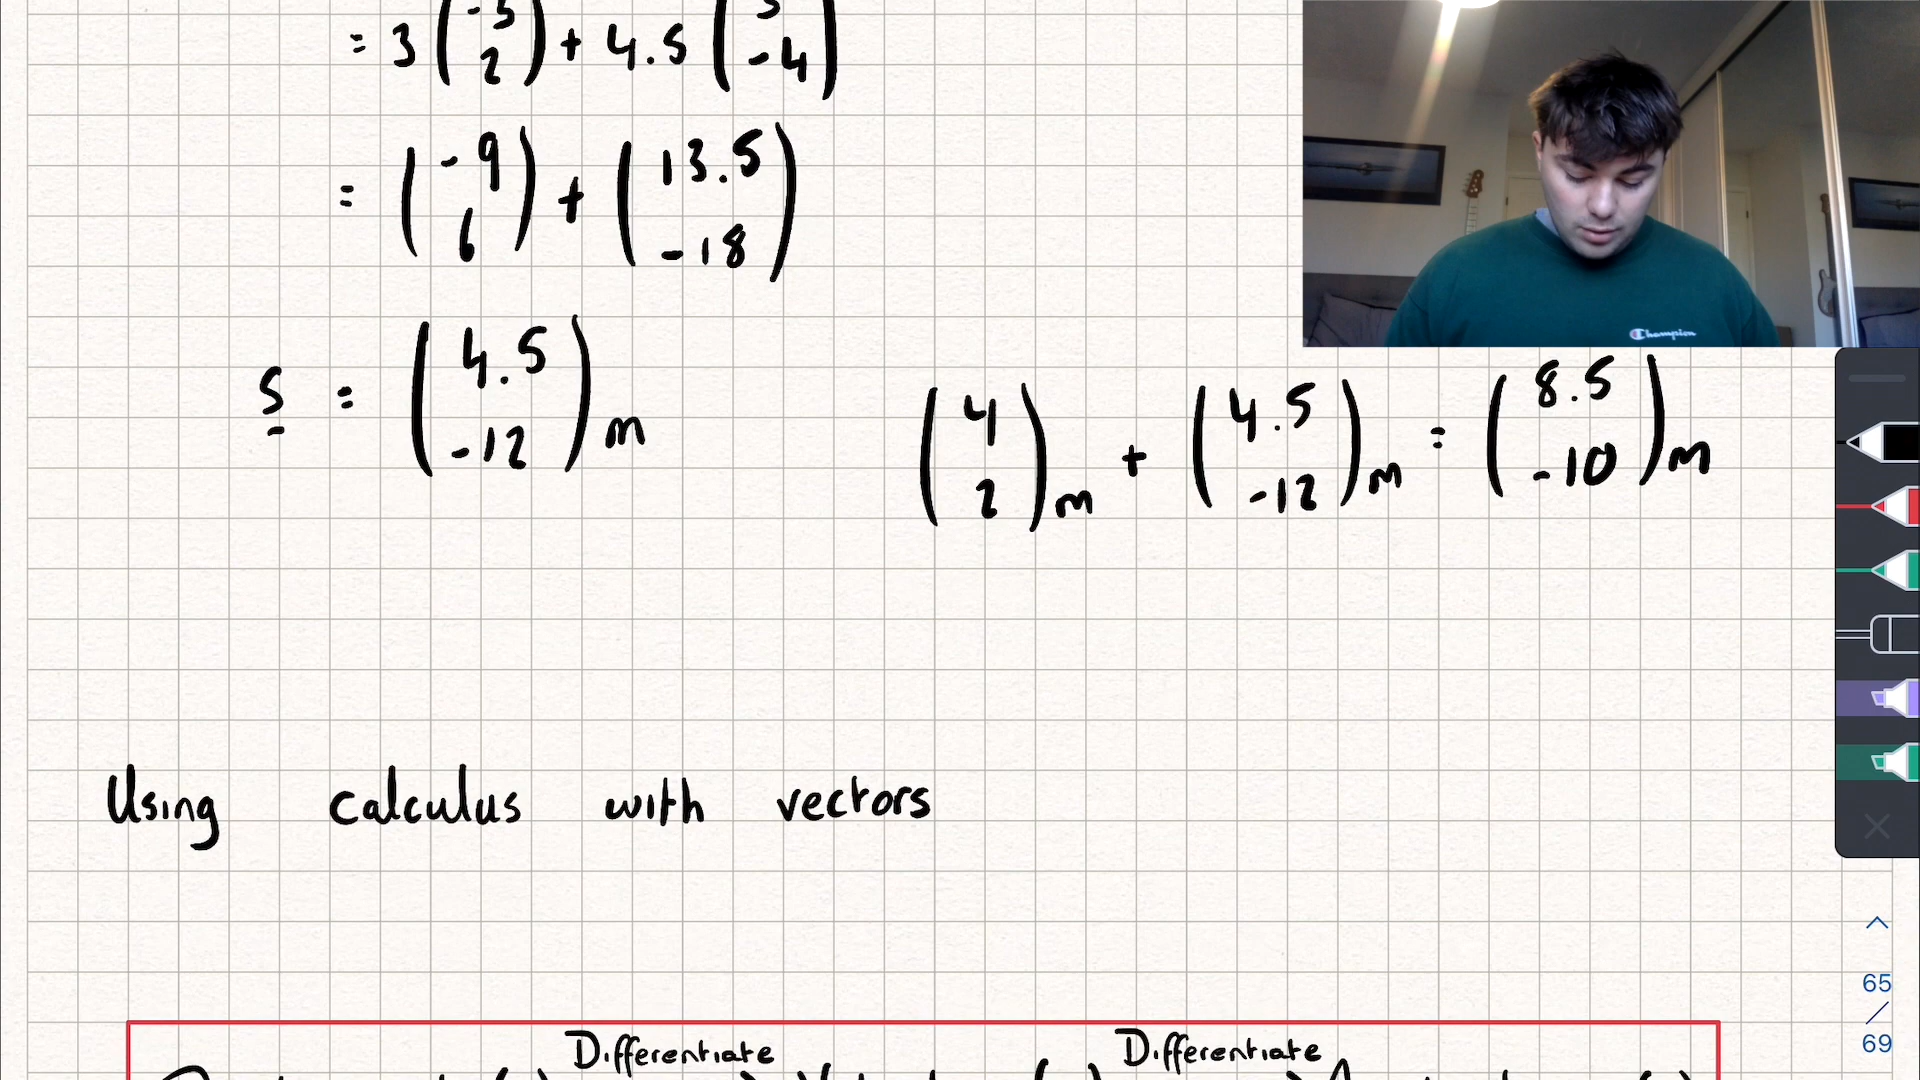 = 3 (-3 2) + 4.5 (3 -4)
= (-9 6) + (13.5 -18)
Champion
s = (4.5 -12) m
(4 2) m + (4.5 -12) m = (8.5 -10) m
Using calculus with vectors
65
/
69
Differentiate Differentiate